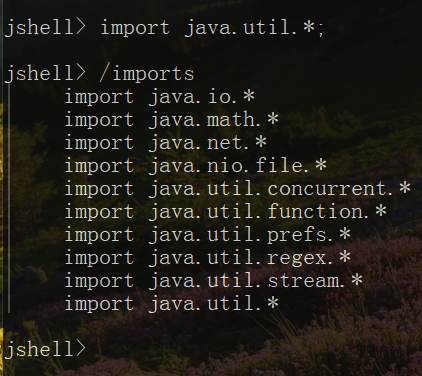 jshell> import java.util.*;
jshell> /imports
import java.io.*
import java.math.*
import java.net.*
import java.nio.file.*
import java.util.concurrent.*
import java.util.function.*
import java.util.prefs.*
import java.util.regex.*
import java.util.stream.*
import java.util.*
jshell>